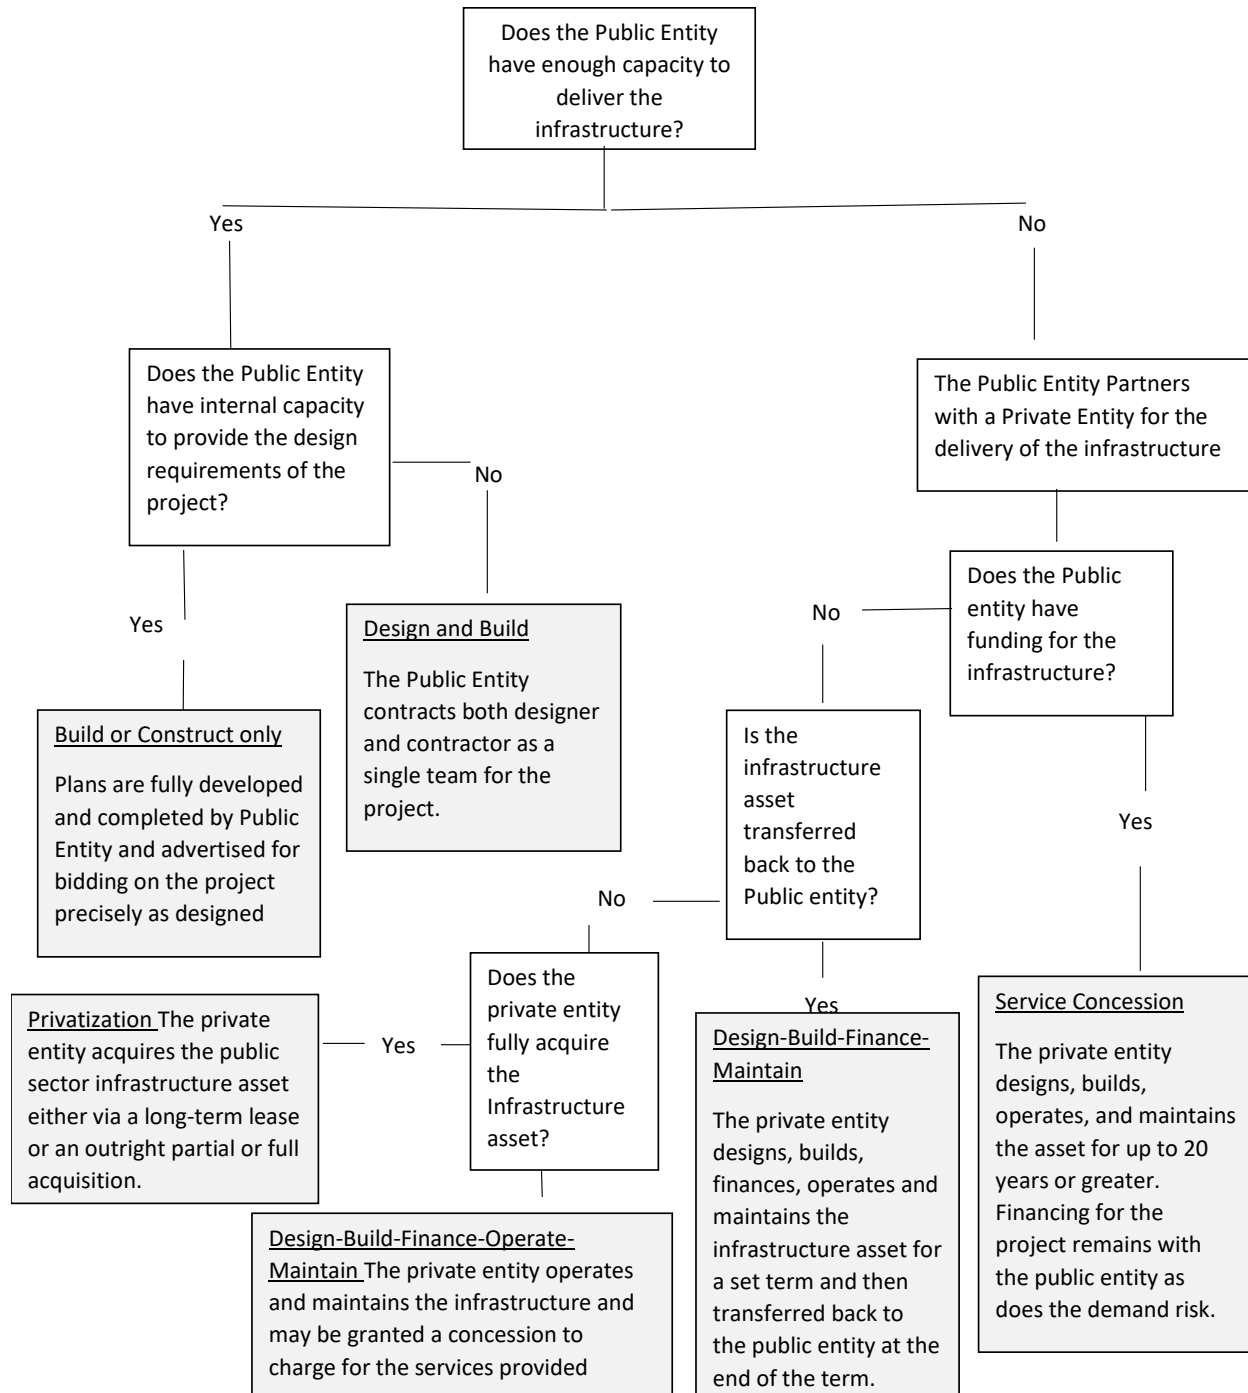 Does the Public Entity
have enough capacity to
deliver the
infrastructure?
Yes
No
Does the Public Entity
have internal capacity
to provide the design
requirements of the
project?
No
The Public Entity Partners
with a Private Entity for the
delivery of the infrastructure
Does the Public
entity have
funding for the
infrastructure?
No
Yes
Yes
Design and Build
The Public Entity
contracts both designer
and contractor as a
single team for the
project.
Build or Construct only
Plans are fully developed
and completed by Public
Entity and advertised for
bidding on the project
precisely as designed
Is the
infrastructure
asset
transferred
back to the
Public entity?
No
Yes
Does the
private entity
fully acquire
the
Infrastructure
asset?
Yes
Privatization The private
entity acquires the public
sector infrastructure asset
either via a long-term lease
or an outright partial or full
acquisition.
Design-Build-Finance-Operate-
Maintain The private entity operates
and maintains the infrastructure and
may be granted a concession to
charge for the services provided
Design-Build-Finance-
Maintain
The private entity
designs, builds,
finances, operates and
maintains the
infrastructure asset for
a set term and then
transferred back to
the public entity at the
end of the term.
Service Concession
The private entity
designs, builds,
operates, and maintains
the asset for up to 20
years or greater.
Financing for the
project remains with
the public entity as
does the demand risk.